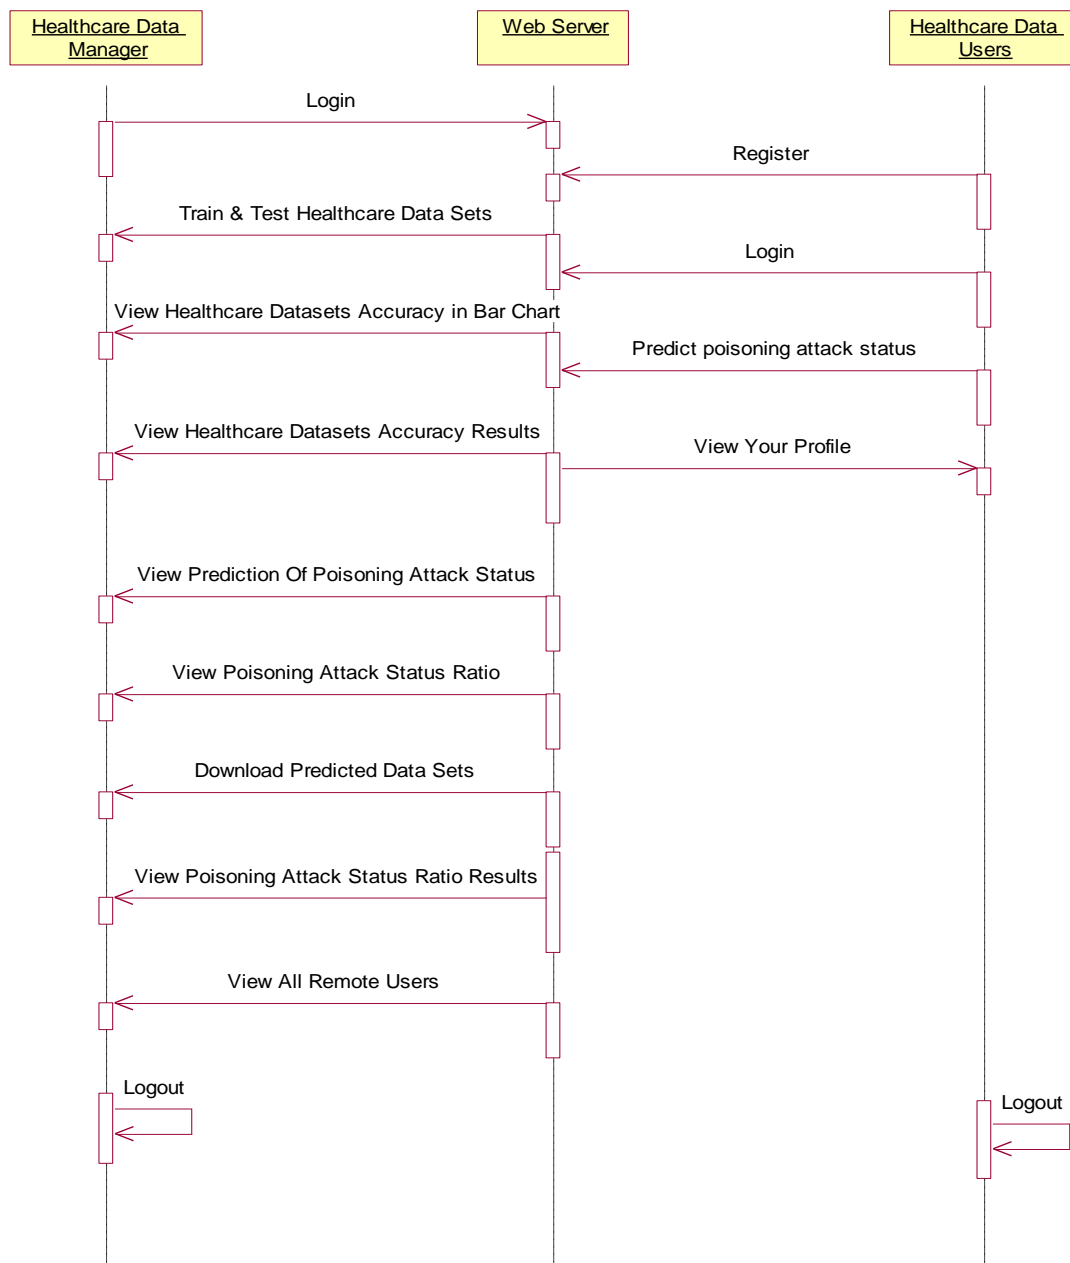 Healthcare Data
Manager
Web Server
Healthcare Data
Users
Login
Register
Train & Test Healthcare Data Sets
Login
View Healthcare Datasets Accuracy in Bar Chart
Predict poisoning attack status
View Healthcare Datasets Accuracy Results
View Your Profile
View Prediction Of Poisoning Attack Status
View Poisoning Attack Status Ratio
Download Predicted Data Sets
View Poisoning Attack Status Ratio Results
View All Remote Users
Logout
Logout